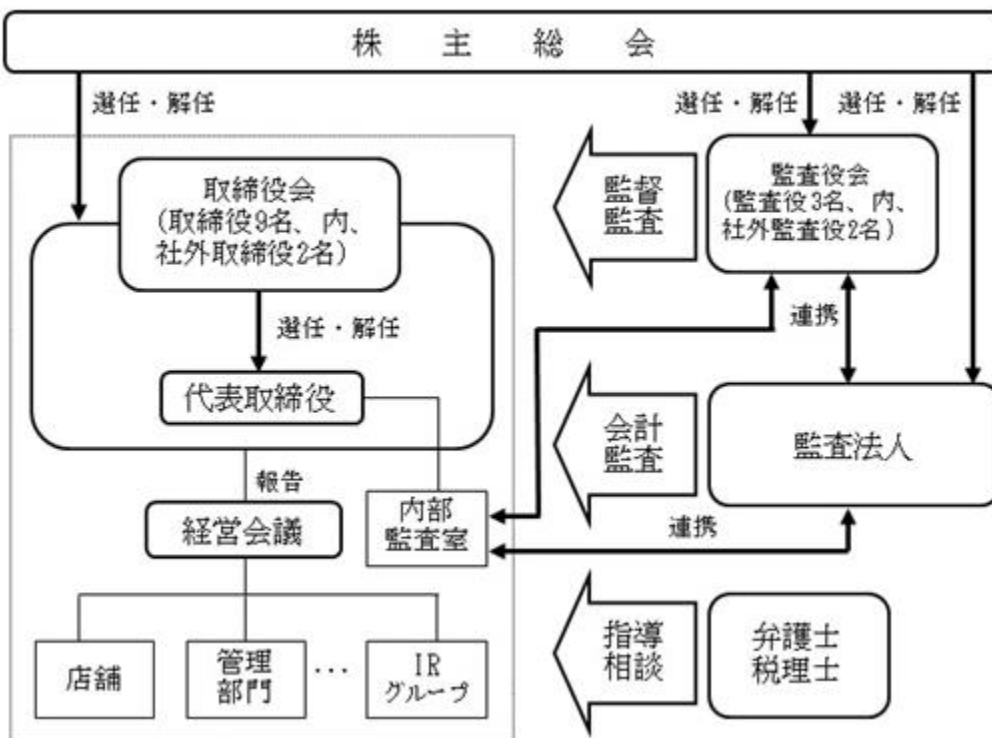 株主総会
選任・解任
選任・解任
選任・解任
取締役会
(取締役9名、内、
社外取締役2名)
監督
監査
監査役会
(監査役3名、内、
社外監査役2名)
選任・解任
連携
代表取締役
会計
監査
監査法人
報告
経営会議
内部
監査室
連携
店舗
管理
部門
...
IR
グループ
指導
相談
弁護士
税理士